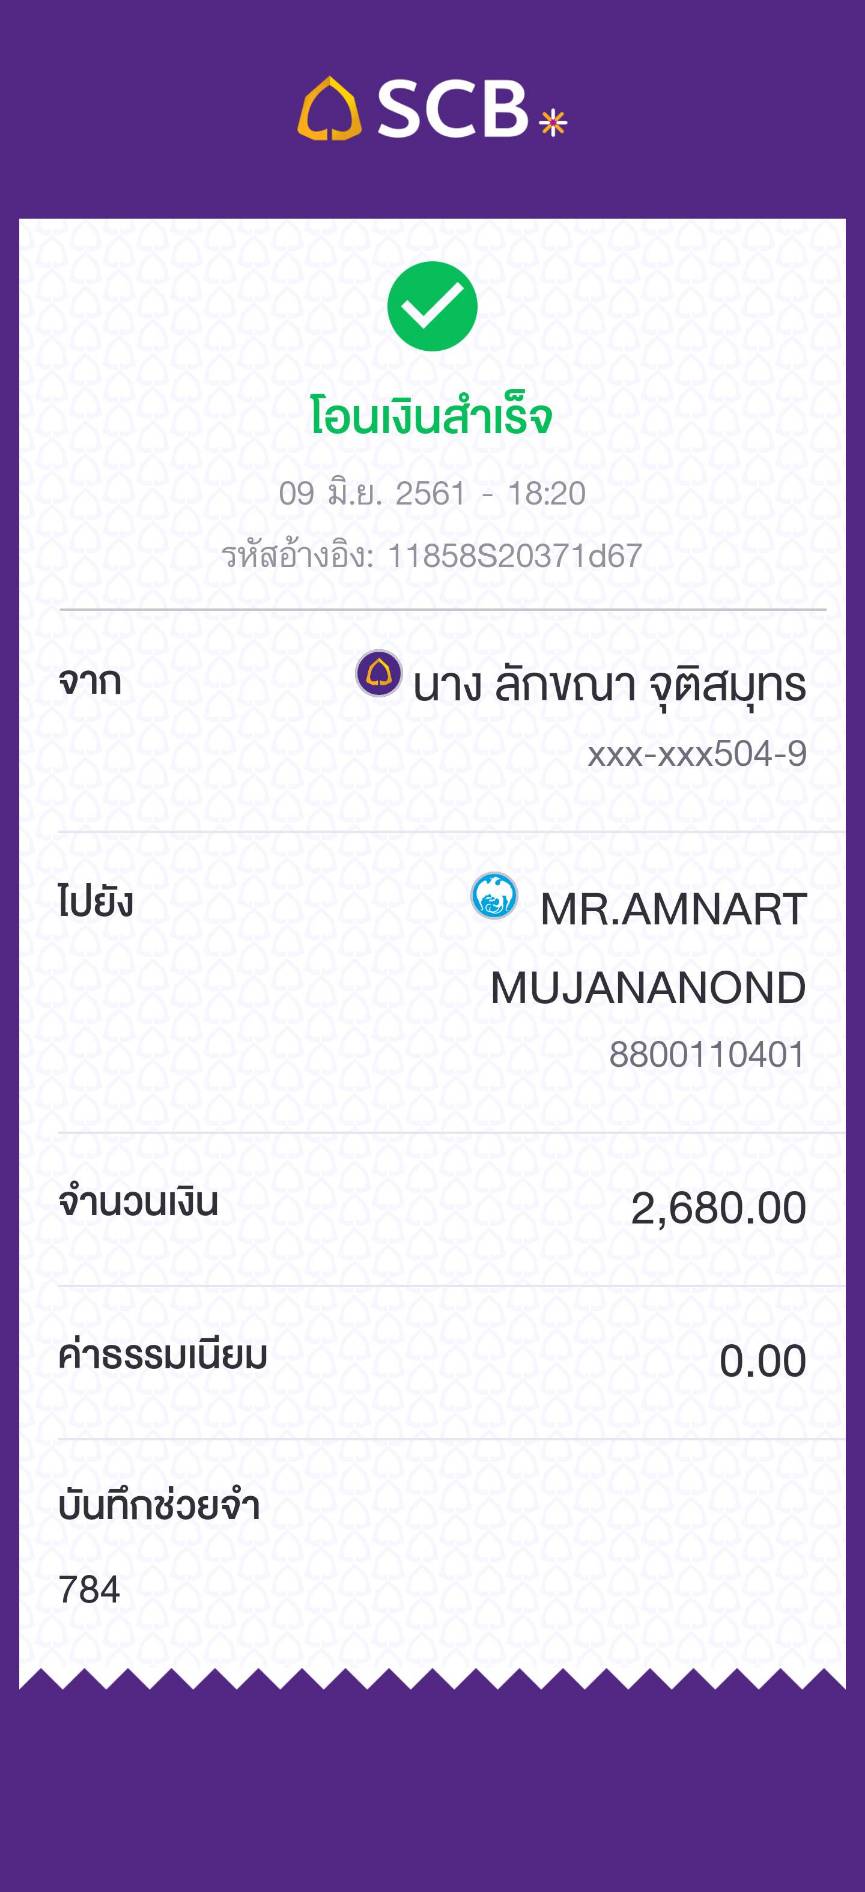 SCB
โอนเงินสำเร็จ
09 มิ.ย. 2561 - 18:20
รหัสอ้างอิง: 11858S20371d67
จาก
นาง ลักขณา จุติสมุทร
xxx-xxx504-9
ไปยัง
MR.AMNART
MUJANANOND
8800110401
จำนวนเงิน
2,680.00
ค่าธรรมเนียม
0.00
บันทึกช่วยจำ
784